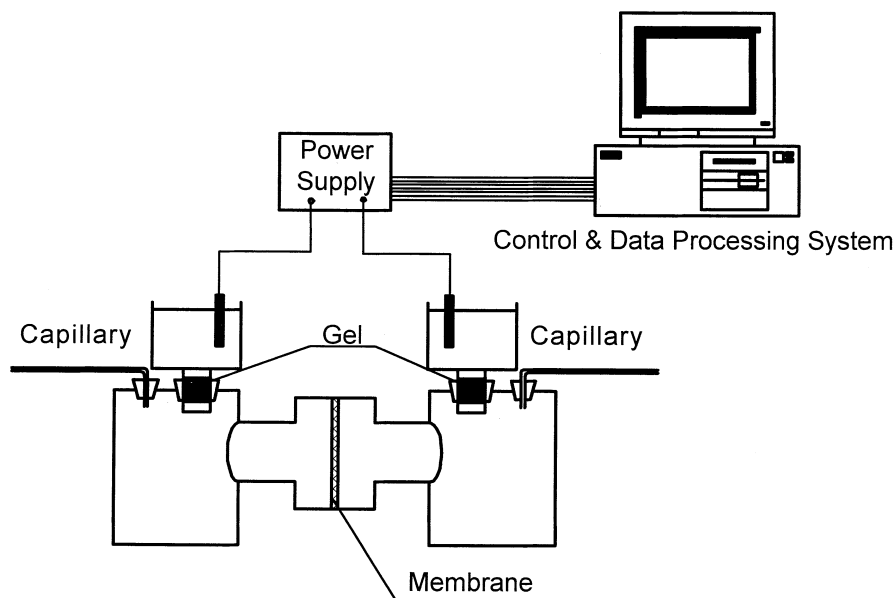 Power
Supply
Control & Data Processing System
Capillary
Gel
Capillary
Membrane